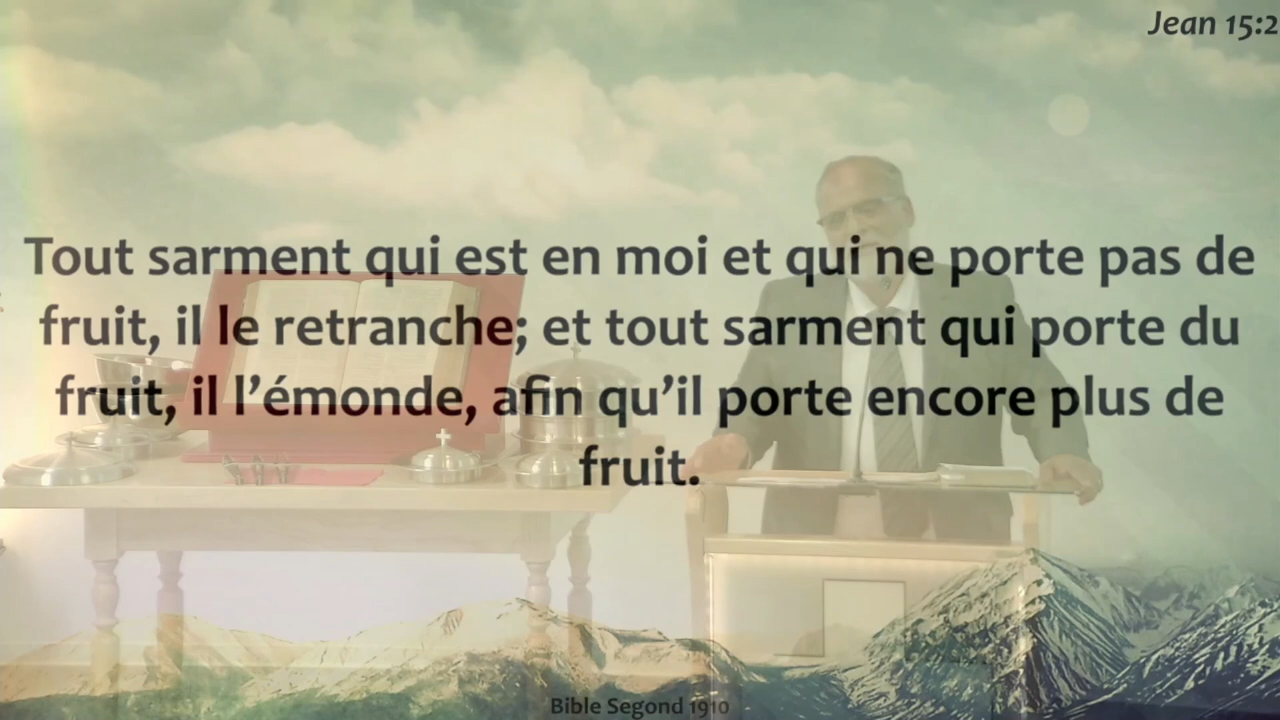 Jean 15:2
Tout sarment qui est en moi et qui ne porte pas de
fruit, il le retranche; et tout sarment qui porte du
fruit, il l’émonde, afin qu’il porte encore plus de
fruit.
Bible Segond 1910